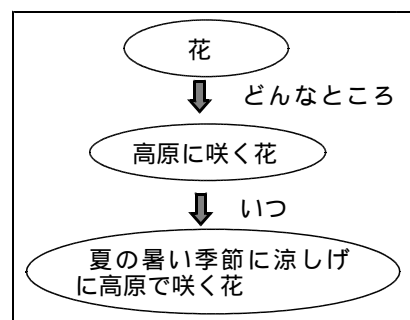 花
どんなところ
高原に咲く花
いつ
夏の暑い季節に涼しげ
に高原で咲く花